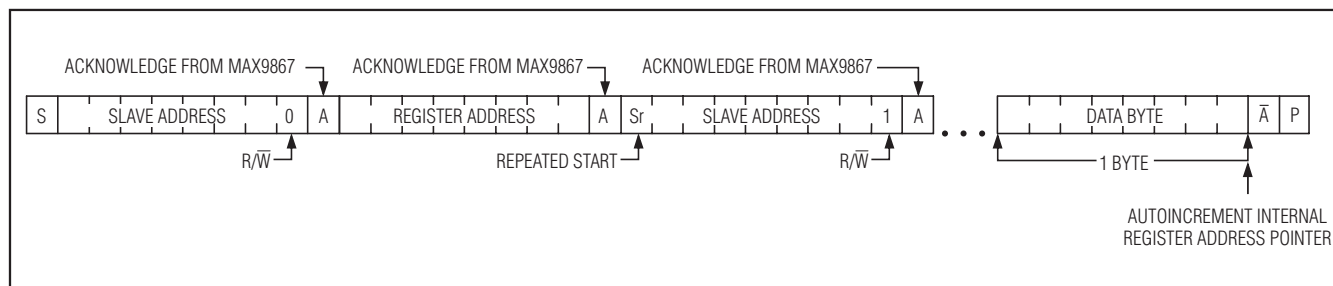 ACKNOWLEDGE FROM MAX9867 ACKNOWLEDGE FROM MAX9867 ACKNOWLEDGE FROM MAX9867
S SLAVE ADDRESS 0 A REGISTER ADDRESS A Sr SLAVE ADDRESS 1 A ••• DATA BYTE A̅ P
R/W̅ REPEATED START R/W̅ 1 BYTE
AUTOINCREMENT INTERNAL
REGISTER ADDRESS POINTER